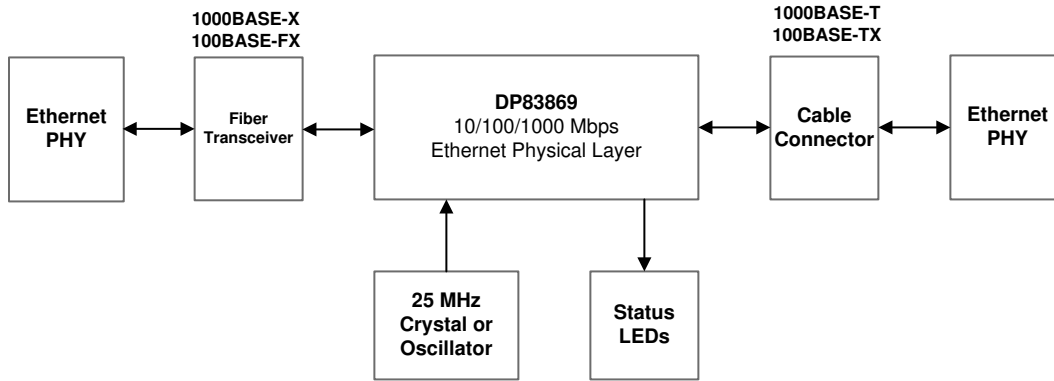 1000BASE-X
100BASE-FX
1000BASE-T
100BASE-TX
Ethernet
PHY
Fiber
Transceiver
DP83869
10/100/1000 Mbps
Ethernet Physical Layer
Cable
Connector
Ethernet
PHY
25 MHz
Crystal or
Oscillator
Status
LEDs